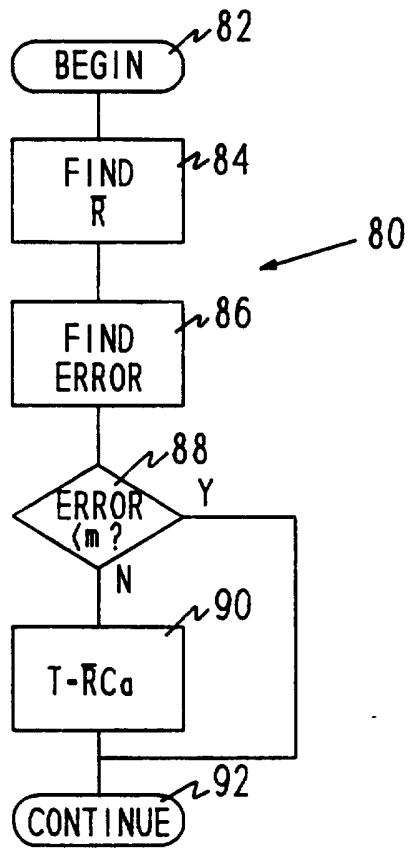 82
BEGIN
84
FIND
R̅
80
86
FIND
ERROR
88
ERROR
<m ?
Y
N
90
T-R̅Ca
92
CONTINUE